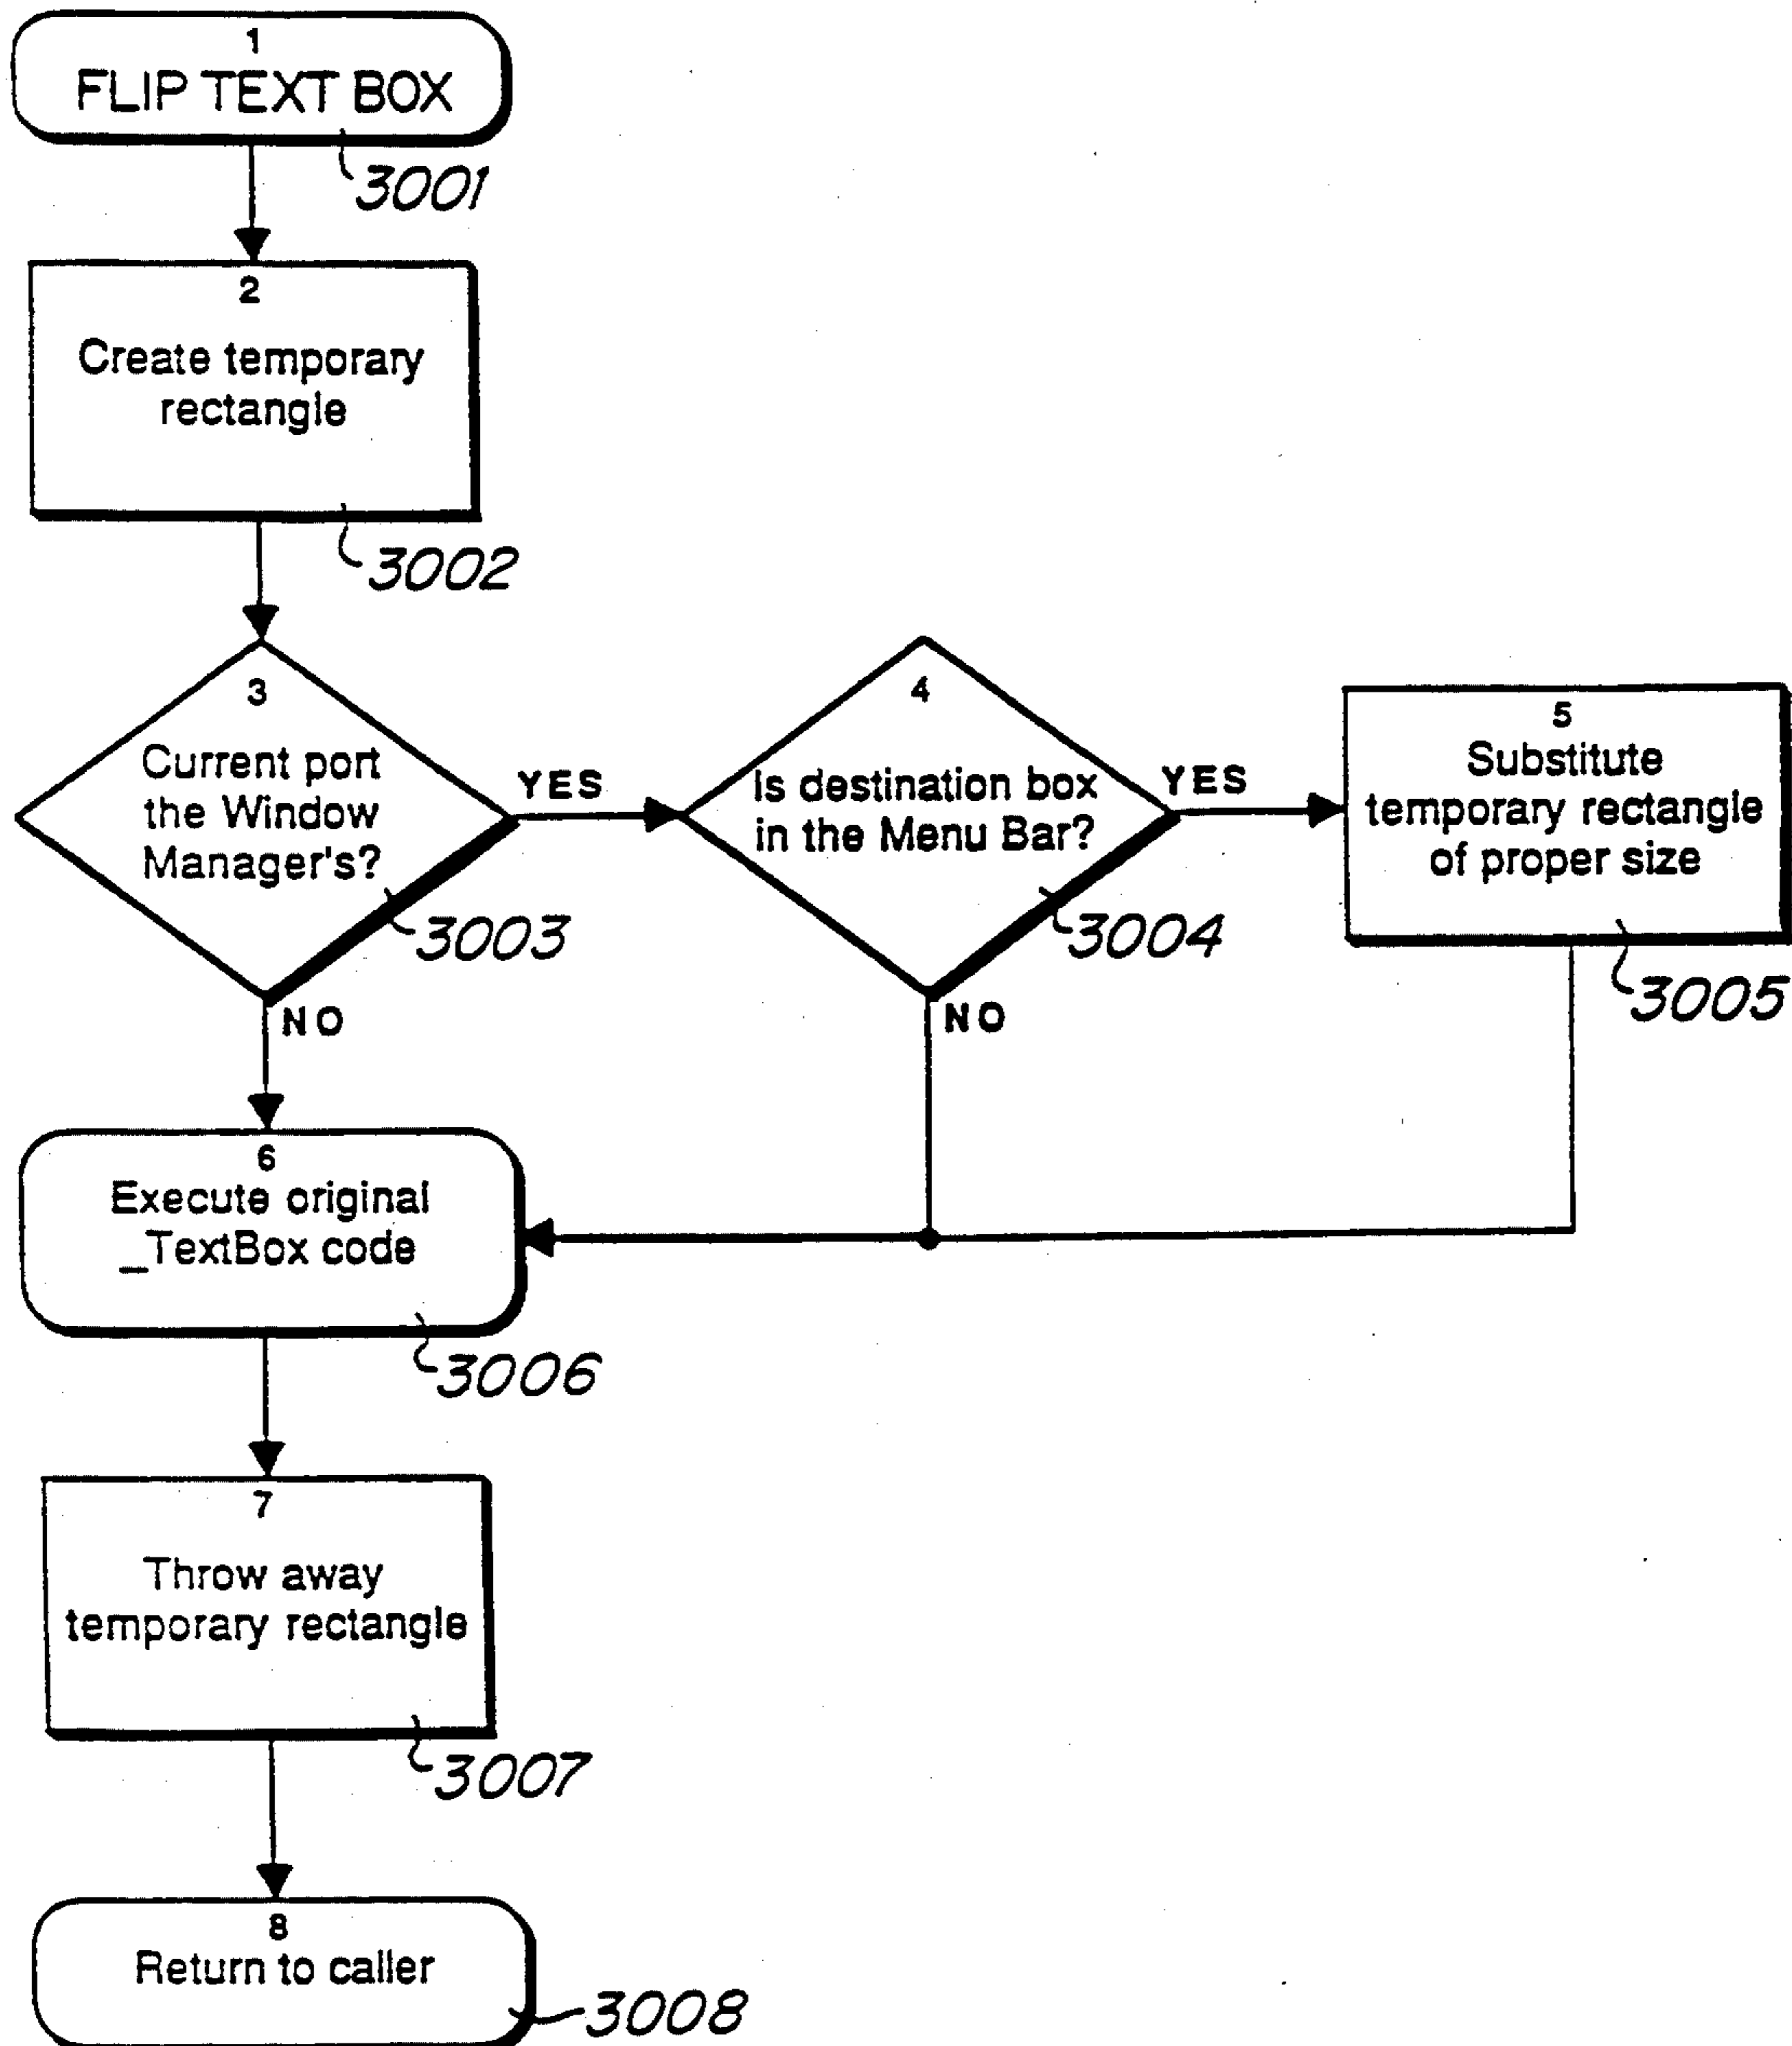 1
FLIP TEXT BOX
3001
2
Create temporary
rectangle
3002
3
Current port
the Window
Manager's?
YES
3003
NO
4
Is destination box
in the Menu Bar?
YES
3004
NO
5
Substitute
temporary rectangle
of proper size
3005
6
Execute original
_TextBox code
3006
7
Throw away
temporary rectangle
3007
8
Return to caller
3008